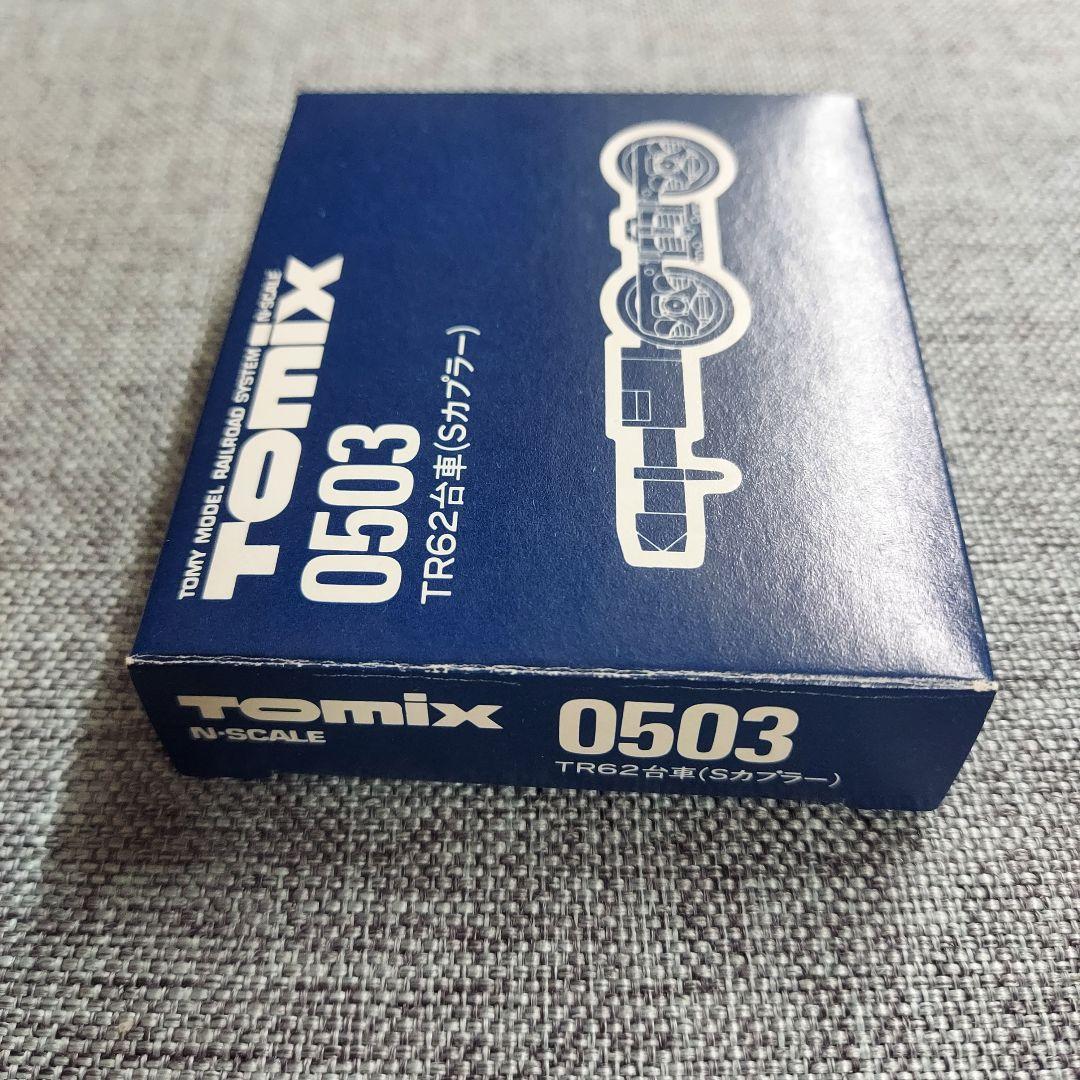 TOMY MODEL RAILROAD SYSTEM N-SCALE
TOMIX
0503
TR62台車(Sカプラー)
TOMIX
N-SCALE
0503
TR62台車(Sカプラー)